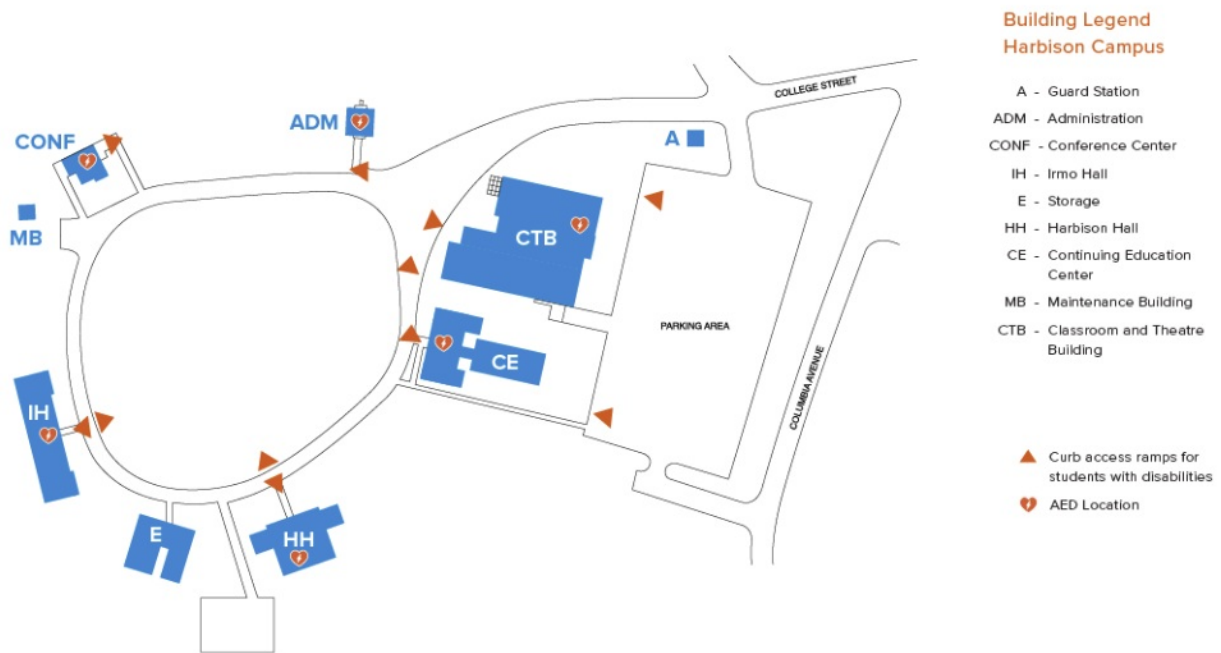 Building Legend
Harbison Campus
A - Guard Station
ADM - Administration
CONF - Conference Center
IH - Irmo Hall
E - Storage
HH - Harbison Hall
CE - Continuing Education
Center
MB - Maintenance Building
CTB - Classroom and Theatre
Building
Curb access ramps for
students with disabilities
AED Location
COLLEGE STREET
ADM
A
CONF
MB
CTB
PARKING AREA
CE
COLUMBIA AVENUE
IH
E
HH